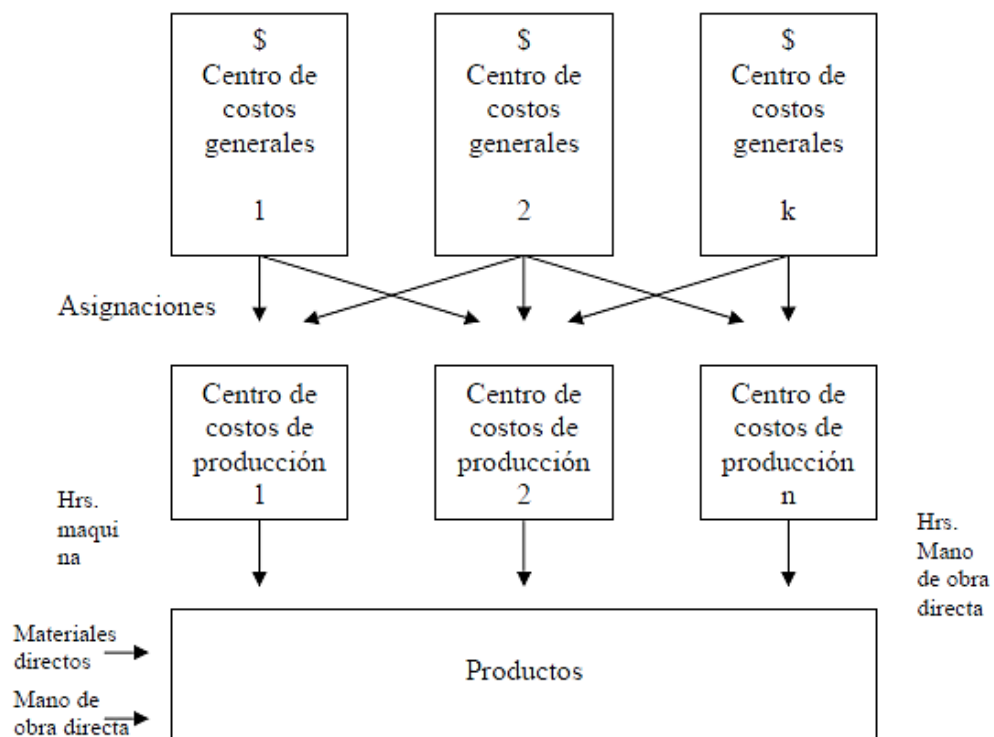 $
Centro de
costos
generales
1
$
Centro de
costos
generales
2
$
Centro de
costos
generales
k
Asignaciones
Centro de
costos de
producción
1
Centro de
costos de
producción
2
Centro de
costos de
producción
n
Hrs.
maqui
na
Hrs.
Mano
de obra
directa
Materiales
directos
Mano de
obra directa
Productos